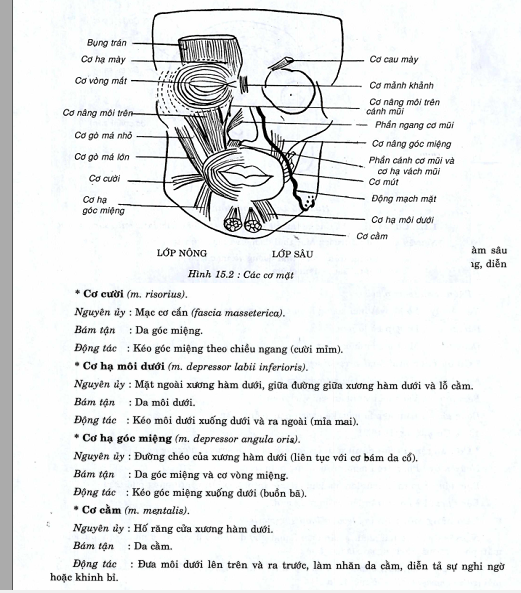 Bụng trán
Cơ hạ mày
Cơ vòng mắt
Cơ nâng môi trên
Cơ gò má nhỏ
Cơ gò má lớn
Cơ cười
Cơ hạ
góc miệng
Cơ cau mày
Cơ mảnh khảnh
Cơ nâng môi trên
cánh mũi
Phần ngang cơ mũi
Cơ nâng góc miệng
Phần cánh cơ mũi và
cơ hạ vách mũi
Cơ mút
Động mạch mặt
Cơ hạ môi dưới
Cơ cằm
LỚP NÔNG LỚP SÂU
Hình 15.2 : Các cơ mặt
àm sâu
ıg, diễn
* Cơ cười (m. risorius).
Nguyên ủy : Mạc cơ cắn (fascia masseterica).
Bám tận : Da góc miệng.
Động tác : Kéo góc miệng theo chiều ngang (cười mỉm).
* Cơ hạ môi dưới (m. depressor labii inferioris).
Nguyên ủy : Mặt ngoài xương hàm dưới, giữa đường giữa xương hàm dưới và lỗ cằm.
Bám tận : Da môi dưới.
Động tác : Kéo môi dưới xuống dưới và ra ngoài (mỉa mai).
* Cơ hạ góc miệng (m. depressor angula oris).
Nguyên ủy : Đường chéo của xương hàm dưới (liên tục với cơ bám da cổ).
Bám tận : Da góc miệng và cơ vòng miệng.
Động tác : Kéo góc miệng xuống dưới (buồn bã).
* Cơ cằm (m. mentalis).
Nguyên ủy : Hố răng cửa xương hàm dưới.
Bám tận : Da cằm.
Động tác : Đưa môi dưới lên trên và ra trước, làm nhăn da cằm, diễn tả sự nghi ngờ
hoặc khinh bỉ.